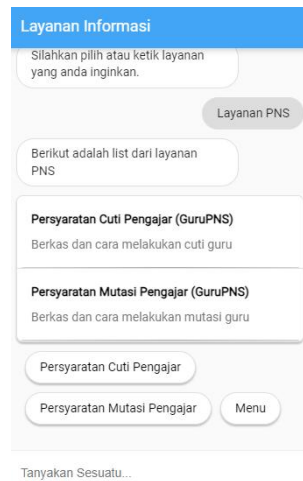 Layanan Informasi
Silahkan pilih atau ketik layanan
yang anda inginkan.
Layanan PNS
Berikut adalah list dari layanan
PNS
Persyaratan Cuti Pengajar (GuruPNS)
Berkas dan cara melakukan cuti guru
Persyaratan Mutasi Pengajar (GuruPNS)
Berkas dan cara melakukan mutasi guru
Persyaratan Cuti Pengajar
Persyaratan Mutasi Pengajar Menu
Tanyakan Sesuatu...